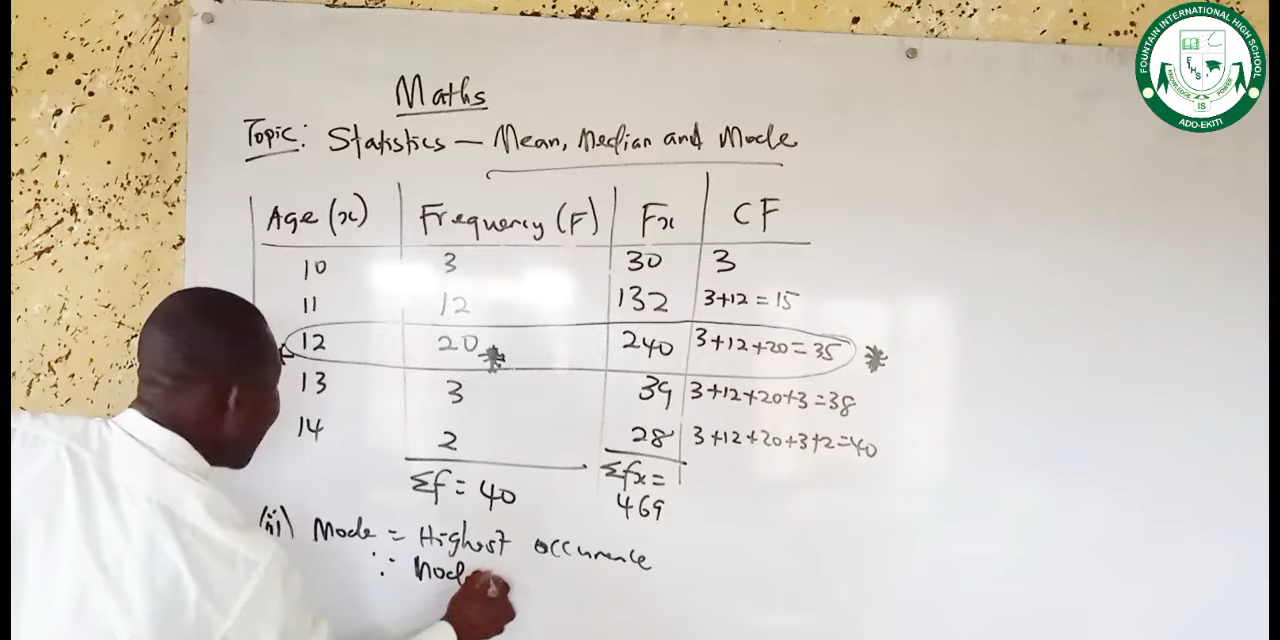 Maths
Topic: Statistics — Mean, Median and Mode
Age (x) Frequency (F) Fx CF
10 3 30 3
11 12 132 3+12 = 15
12 20 * 240 3+12+20=35 *
13 3 39 3+12+20+3=38
14 2 28 3+12+20+3+2=40
Σf = 40 Σfx =
469
(iii) Mode = Highest occurrence
∴ Mod
FOUNTAIN INTERNATIONAL HIGH SCHOOL
FIHS
KNOWLEDGE IS POWER
ADO-EKITI